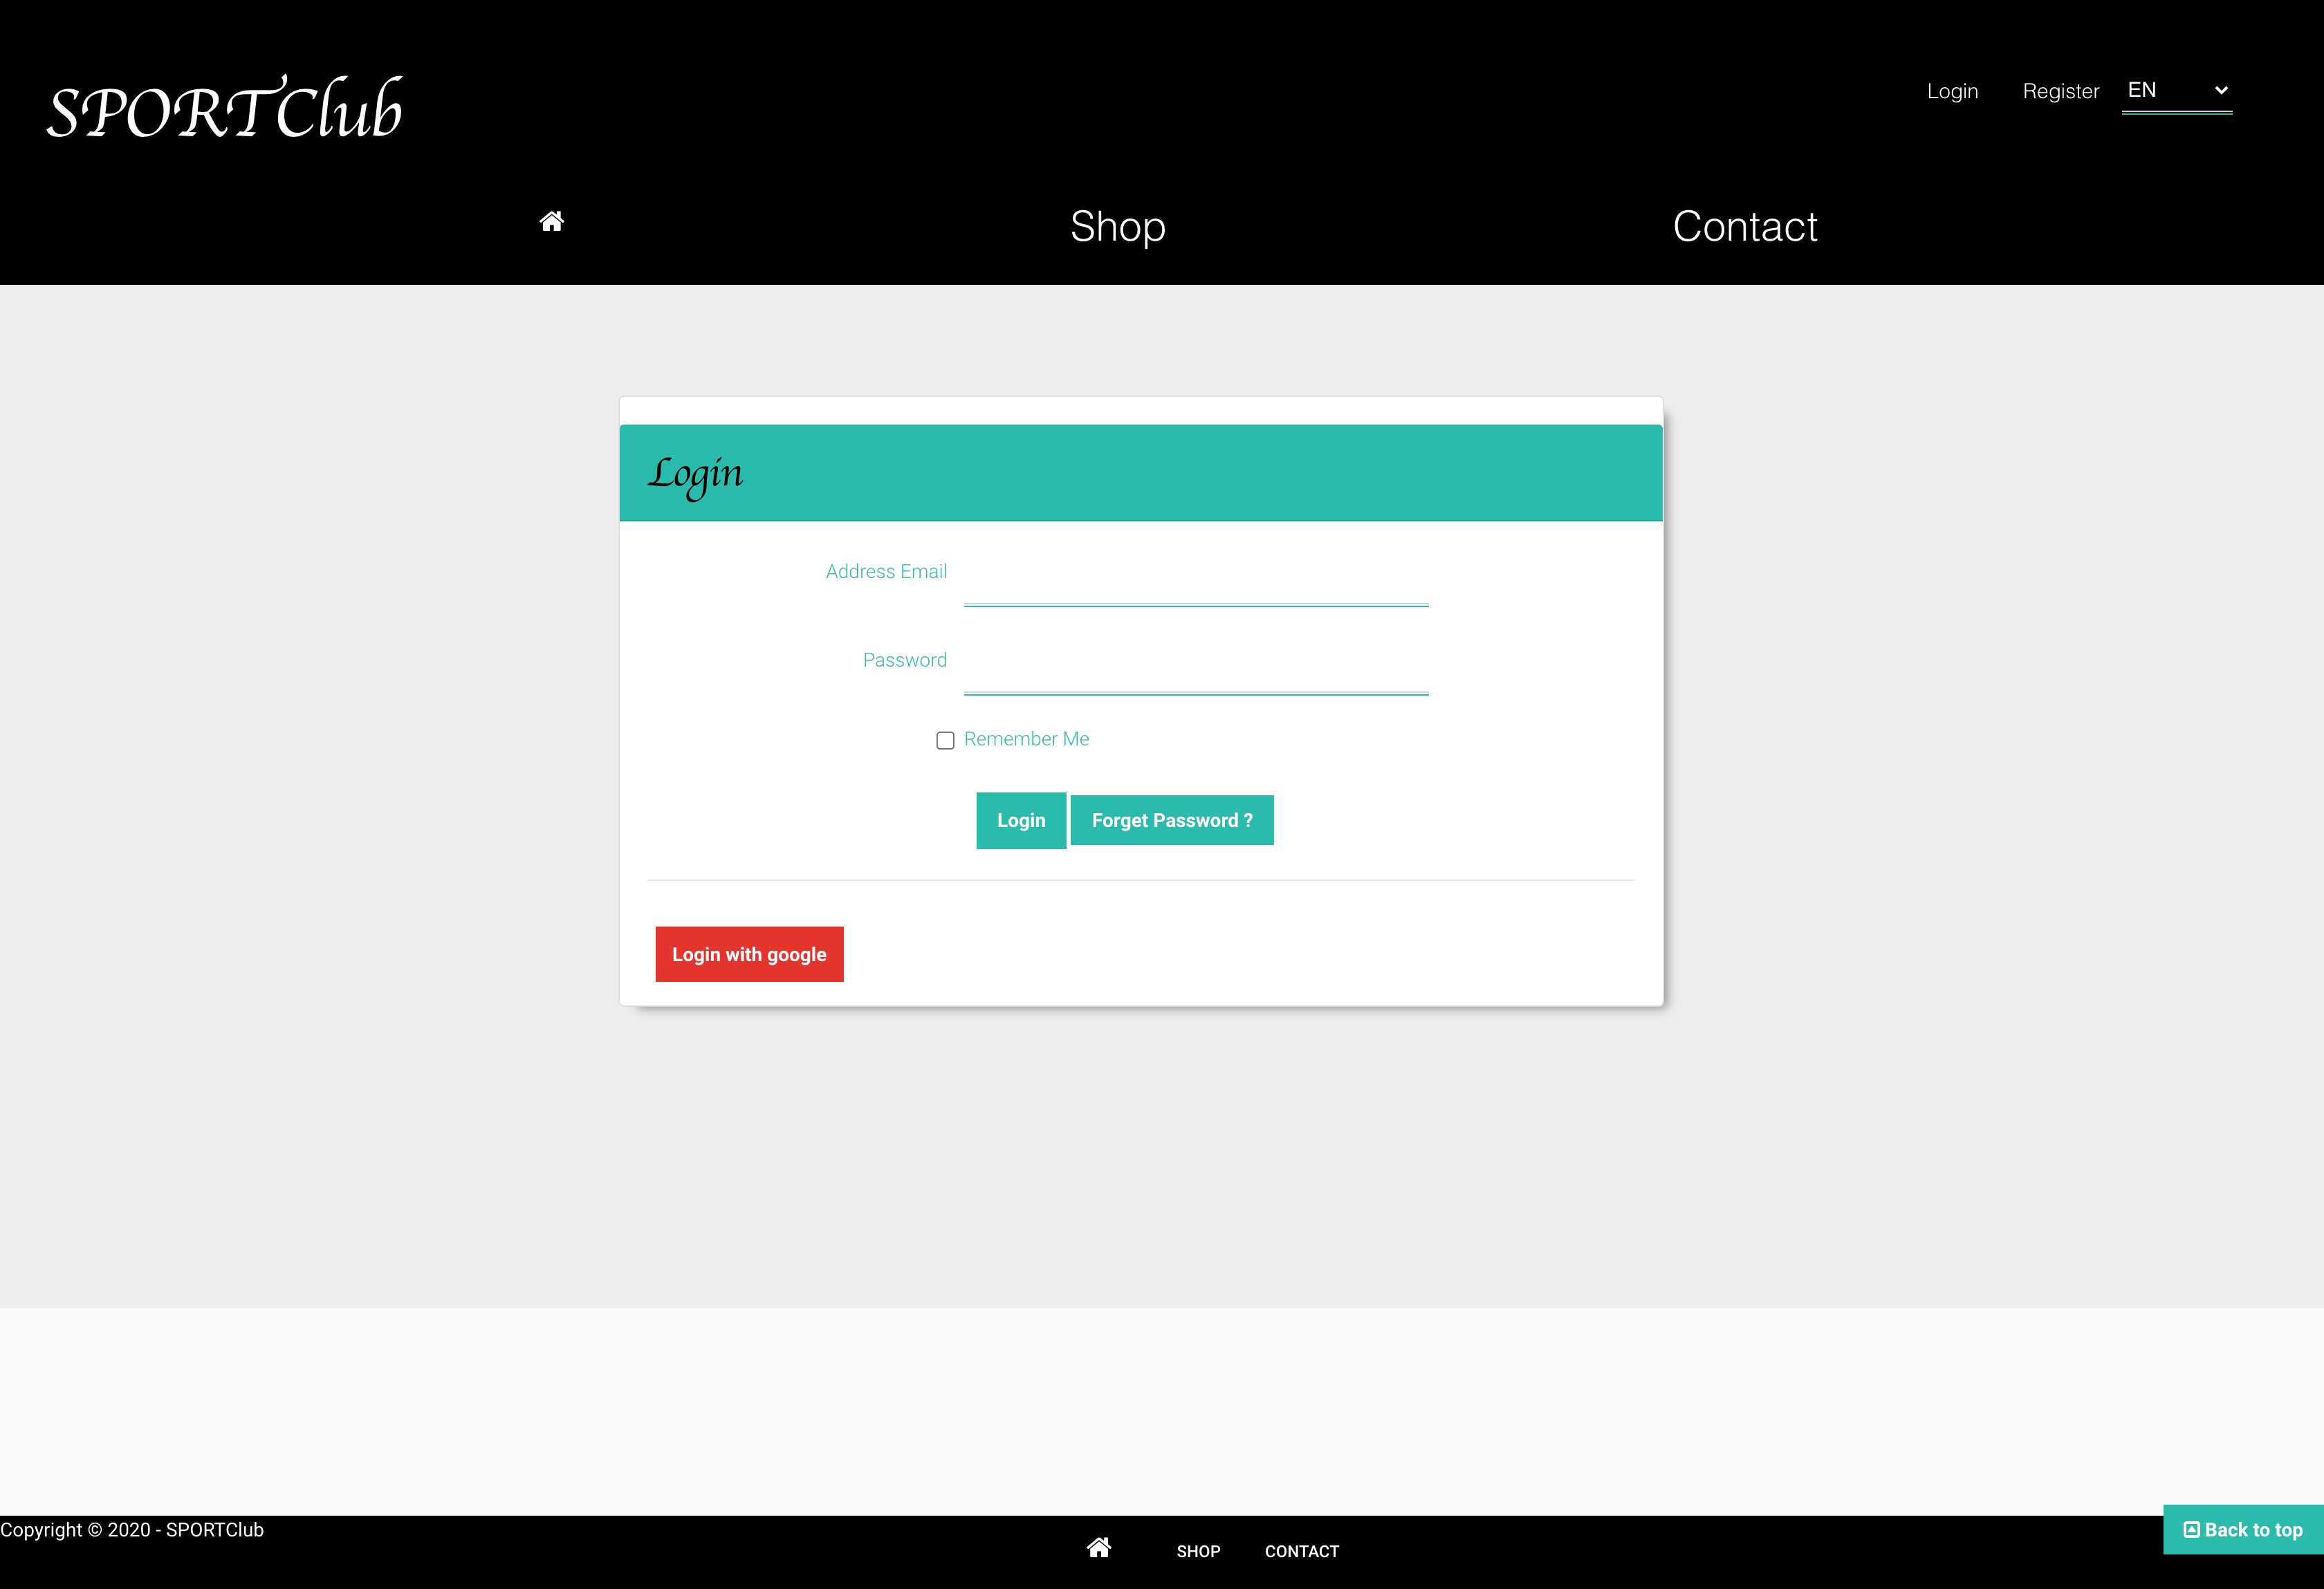 SPORTClub
Login Register EN
Shop Contact
Login
Address Email
Password
Remember Me
Login Forget Password ?
Login with google
Copyright © 2020 - SPORTClub
SHOP CONTACT
Back to top